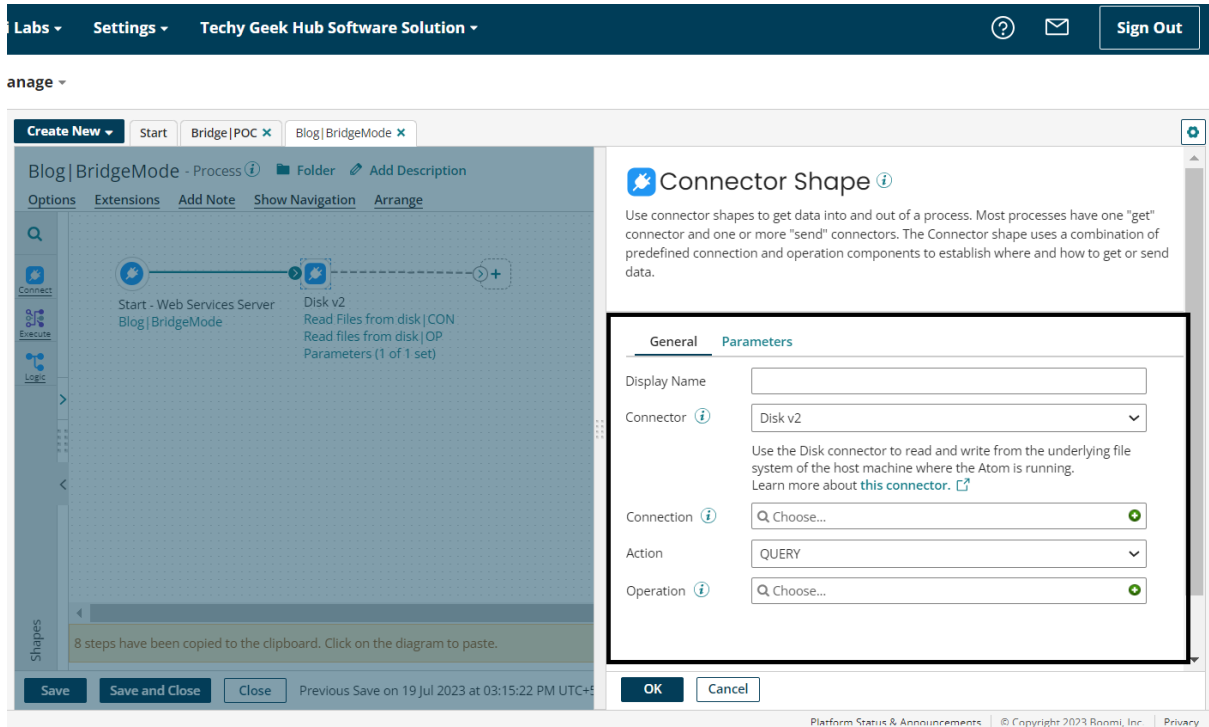 i Labs
Settings
Techy Geek Hub Software Solution
Sign Out
anage
Create New
Start
Bridge|POC
Blog|BridgeMode
Blog|BridgeMode - Process
Folder
Add Description
Options
Extensions
Add Note
Show Navigation
Arrange
Connect
Execute
Logic
Shapes
Start - Web Services Server
Blog|BridgeMode
Disk v2
Read Files from disk|CON
Read files from disk|OP
Parameters (1 of 1 set)
8 steps have been copied to the clipboard. Click on the diagram to paste.
Save
Save and Close
Close
Previous Save on 19 Jul 2023 at 03:15:22 PM UTC+5
Connector Shape
Use connector shapes to get data into and out of a process. Most processes have one "get"
connector and one or more "send" connectors. The Connector shape uses a combination of
predefined connection and operation components to establish where and how to get or send
data.
General
Parameters
Display Name
Connector
Disk v2
Use the Disk connector to read and write from the underlying file
system of the host machine where the Atom is running.
Learn more about this connector.
Connection
Choose...
Action
QUERY
Operation
Choose...
OK
Cancel
Platform Status & Announcements
© Copyright 2023 Boomi, Inc.
Privacy